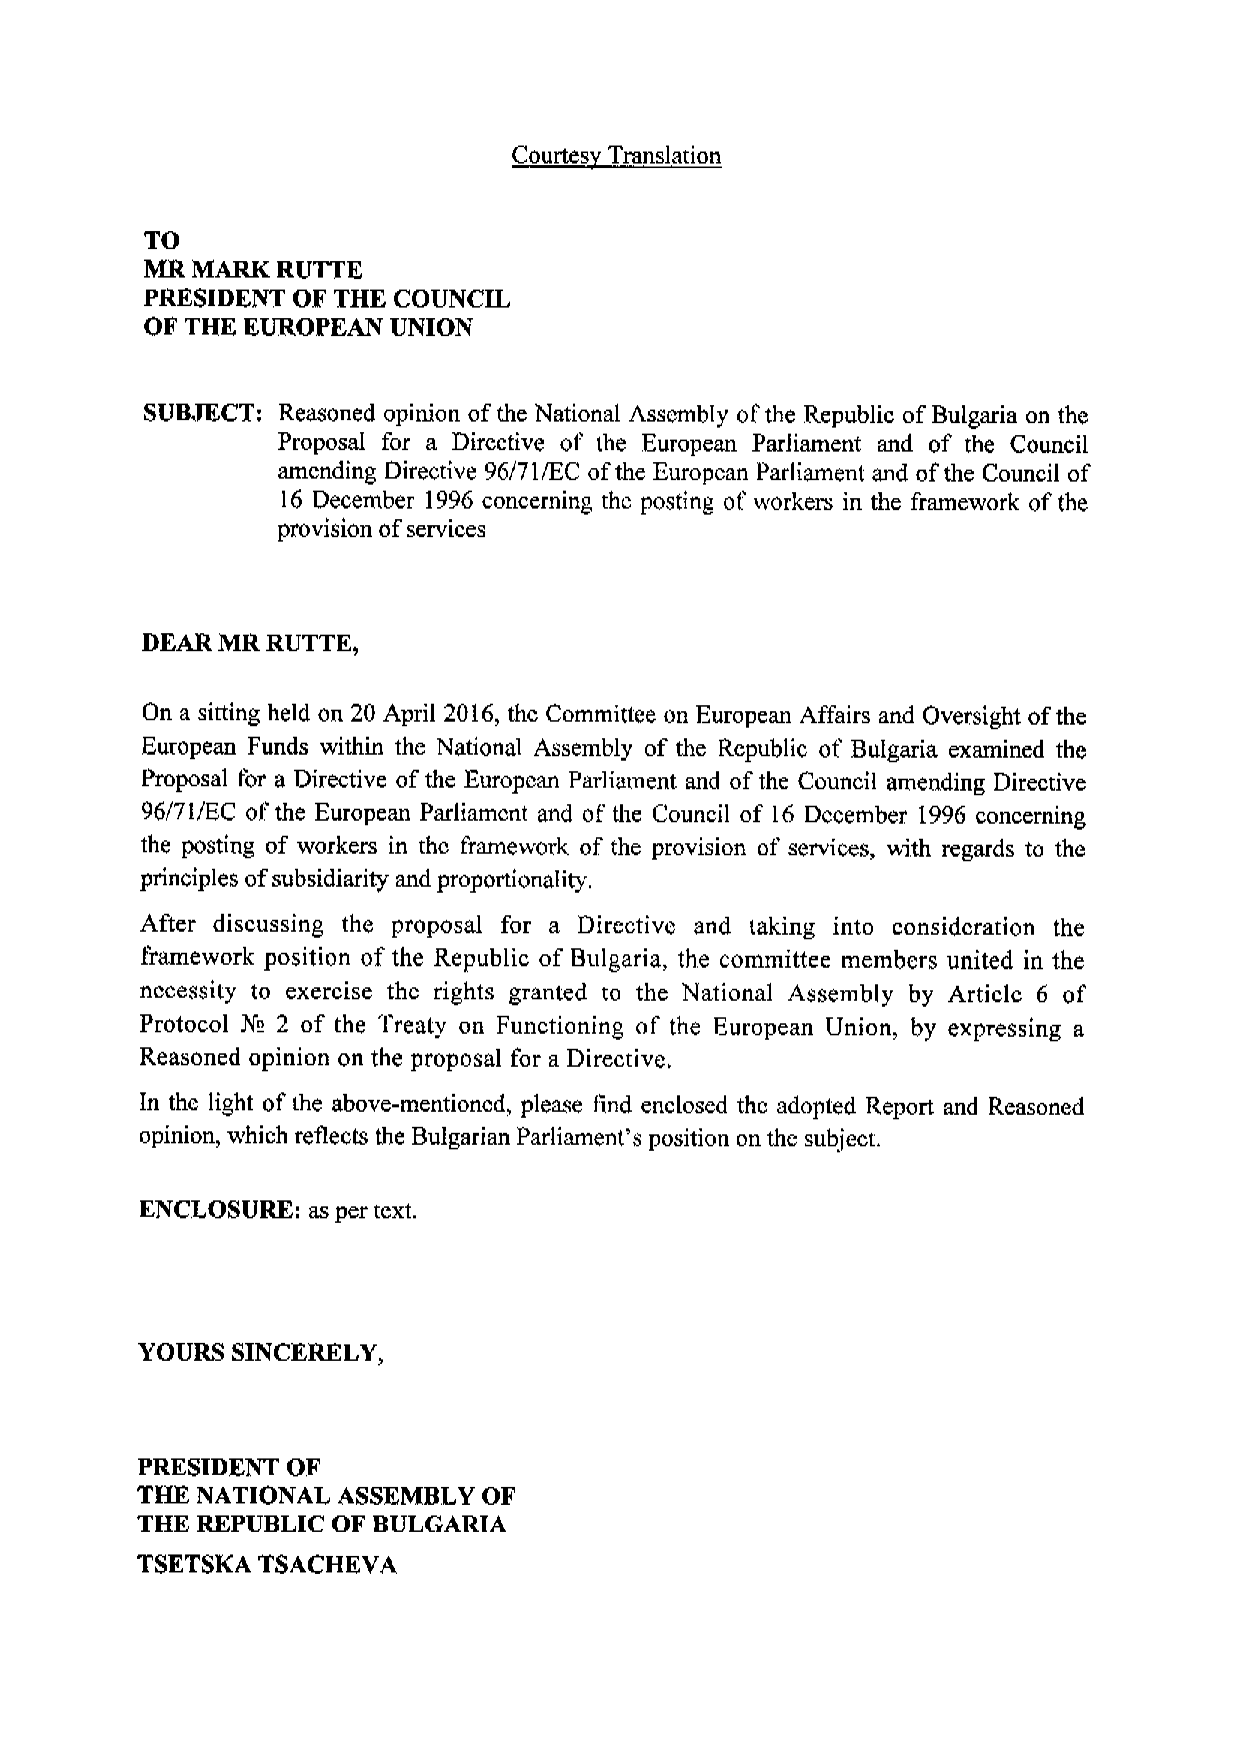 Courtesy Translation
TO
MR MARK RUTTE
PRESIDENT OF THE COUNCIL
OF THE EUROPEAN UNION
SUBJECT: Reasoned opinion of the National Assembly of the Republic of Bulgaria on the
Proposal for a Directive of the European Parliament and of the Council
amending Directive 96/71/EC of the European Parliament and of the Council of
16 December 1996 concerning the posting of workers in the framework of the
provision of services
DEAR MR RUTTE,
On a sitting held on 20 April 2016, the Committee on European Affairs and Oversight of the
European Funds within the National Assembly of the Republic of Bulgaria examined the
Proposal for a Directive of the European Parliament and of the Council amending Directive
96/71/EC of the European Parliament and of the Council of 16 December 1996 concerning
the posting of workers in the framework of the provision of services, with regards to the
principles of subsidiarity and proportionality.
After discussing the proposal for a Directive and taking into consideration the
framework position of the Republic of Bulgaria, the committee members united in the
necessity to exercise the rights granted to the National Assembly by Article 6 of
Protocol № 2 of the Treaty on Functioning of the European Union, by expressing a
Reasoned opinion on the proposal for a Directive.
In the light of the above-mentioned, please find enclosed the adopted Report and Reasoned
opinion, which reflects the Bulgarian Parliament's position on the subject.
ENCLOSURE: as per text.
YOURS SINCERELY,
PRESIDENT OF
THE NATIONAL ASSEMBLY OF
THE REPUBLIC OF BULGARIA
TSETSKA TSACHEVA